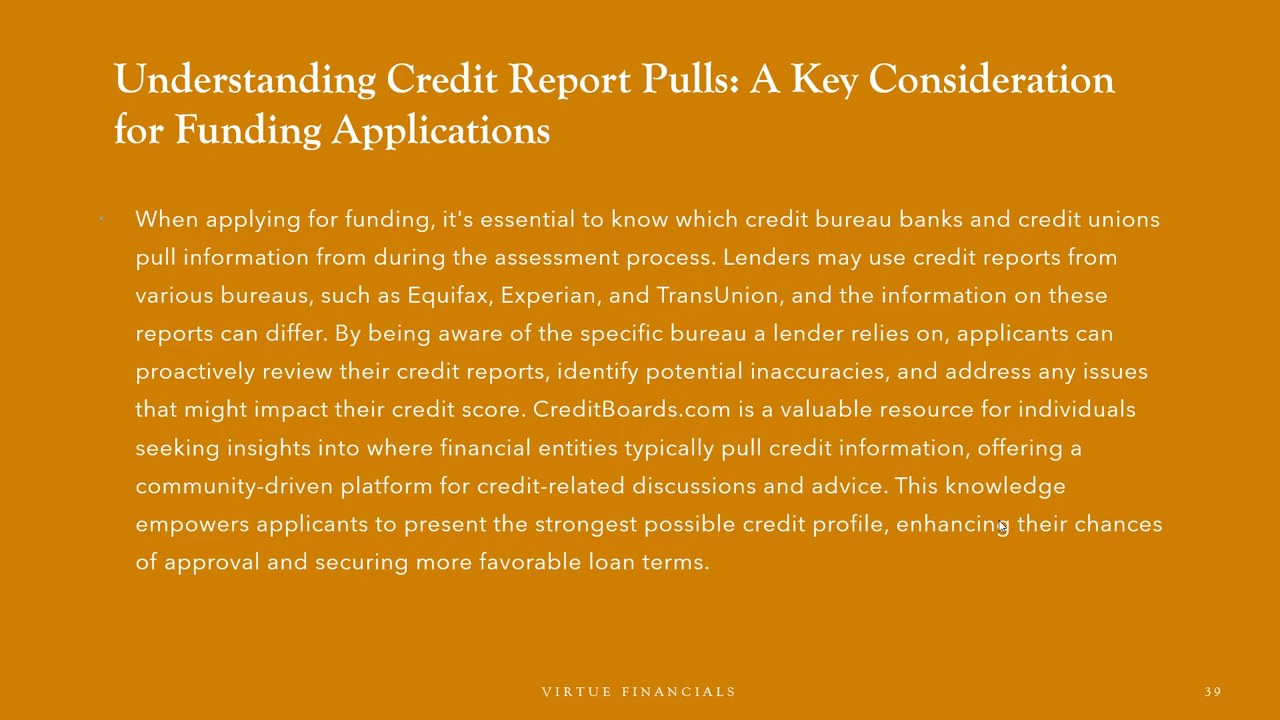 Understanding Credit Report Pulls: A Key Consideration
for Funding Applications
When applying for funding, it's essential to know which credit bureau banks and credit unions
pull information from during the assessment process. Lenders may use credit reports from
various bureaus, such as Equifax, Experian, and TransUnion, and the information on these
reports can differ. By being aware of the specific bureau a lender relies on, applicants can
proactively review their credit reports, identify potential inaccuracies, and address any issues
that might impact their credit score. CreditBoards.com is a valuable resource for individuals
seeking insights into where financial entities typically pull credit information, offering a
community-driven platform for credit-related discussions and advice. This knowledge
empowers applicants to present the strongest possible credit profile, enhancing their chances
of approval and securing more favorable loan terms.
VIRTUE FINANCIALS
39